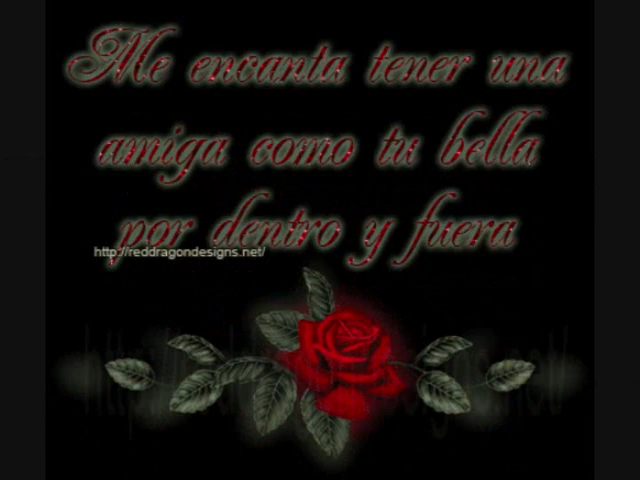 Me encanta tener una
amiga como tu bella
por dentro y fuera
http://reddragondesigns.net/